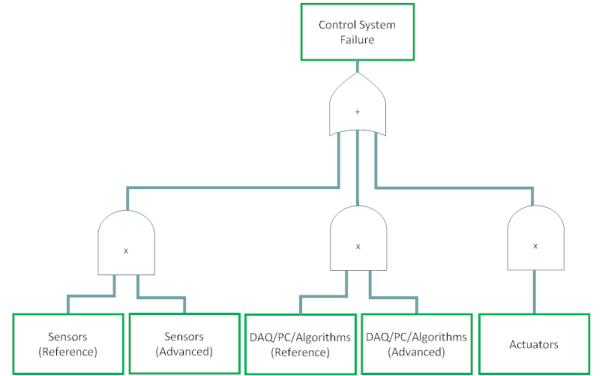 Control System
Failure
+
x
x
x
Sensors
(Reference)
Sensors
(Advanced)
DAQ/PC/Algorithms
(Reference)
DAQ/PC/Algorithms
(Advanced)
Actuators